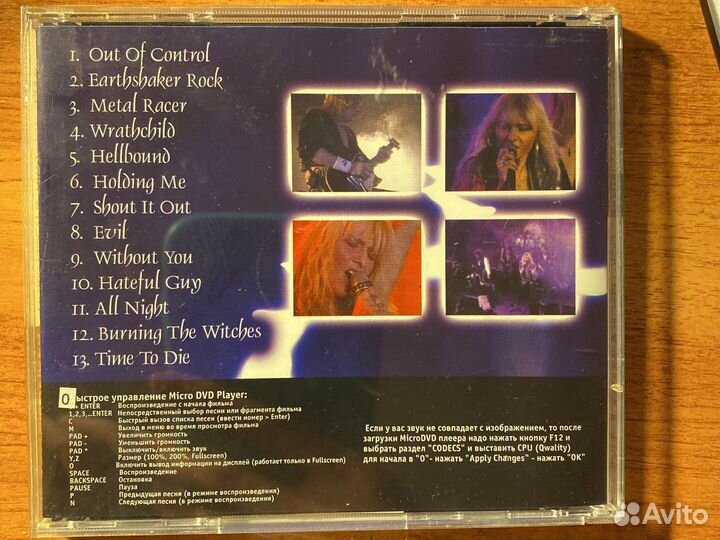 1. Out Of Control
2. Earthshaker Rock
3. Metal Racer
4. Wrathchild
5. Hellbound
6. Holding Me
7. Shout It Out
8. Evil
9. Without You
10. Hateful Guy
11. All Night
12. Burning The Witches
13. Time To Die
0
ыстрое управление Micro DVD Player:
ENTER Воспроизведение с начала фильма
1,2,3,..ENTER Непосредственный выбор песни или фрагмента фильма
C Быстрый вызов списка песен (ввести номер > Enter)
M Выход в меню во время просмотра фильма
PAD + Увеличить громкость
PAD - Уменьшить громкость
PAD * Выключить/включить звук
Y,Z Размер (100%, 200%, Fullscreen)
O Включить вывод информации на дисплей (работает только в Fullscreen)
SPACE Воспроизведение
BACKSPACE Остановка
PAUSE Пауза
P Предыдущая песня (в режиме воспроизведения)
N Следующая песня (в режиме воспроизведения)
Если у вас звук не совпадает с изображением, то после
загрузки MicroDVD плеера надо нажать кнопку F12 и
выбрать раздел "CODECS" и выставить CPU (Qwality)
для начала в "0"- нажать "Apply Changes" - нажать "OK"
Avito